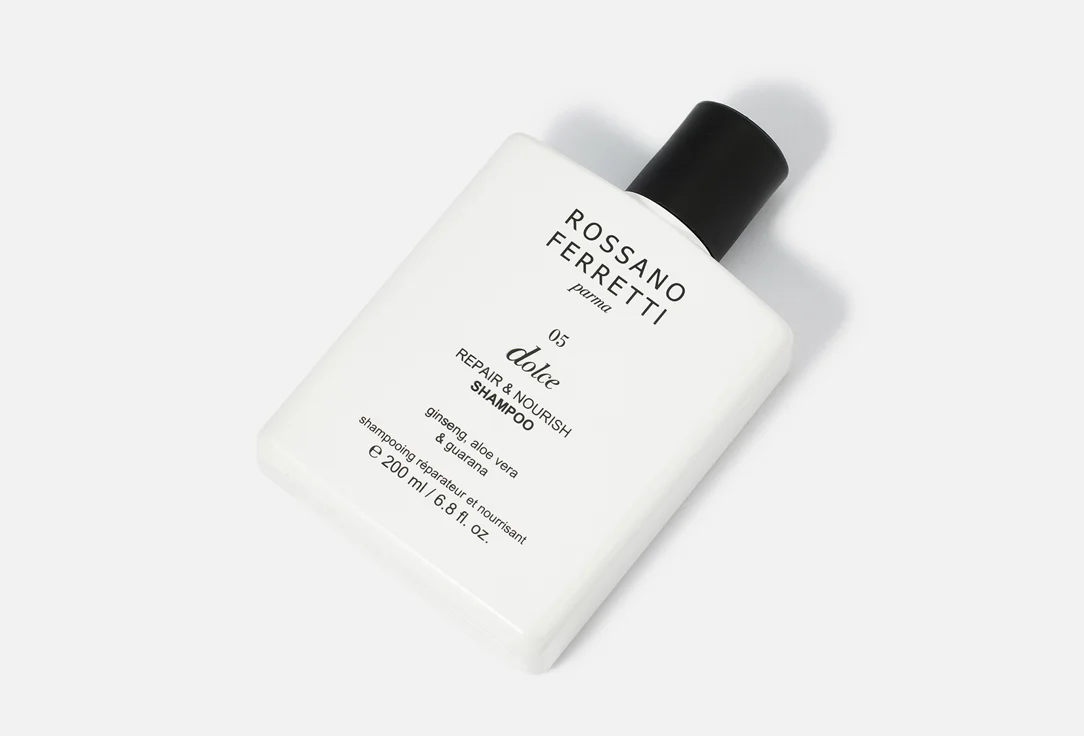 ROSSANO
FERRETTI
parma
05
dolce
REPAIR & NOURISH
SHAMPOO
ginseng, aloe vera
& guarana
shampooing réparateur et nourrisant
℮ 200 ml / 6.8 fl. oz.